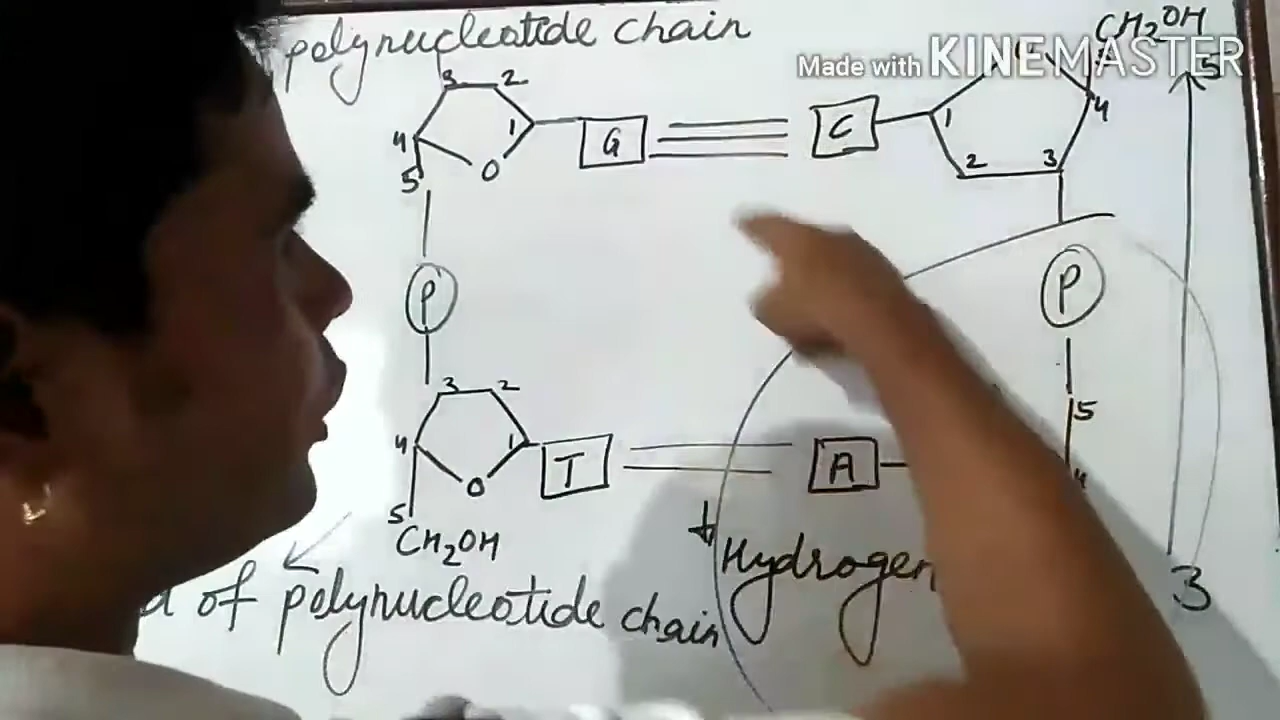 polynucleotide chain
CH2OH
Made with KINEMASTER
3 2
5
4 1 G C 1 4
5 O 2 3
P P
3 2
5
4 1 T A
O
5
CH2OH
Hydrogen
of polynucleotide chain
3